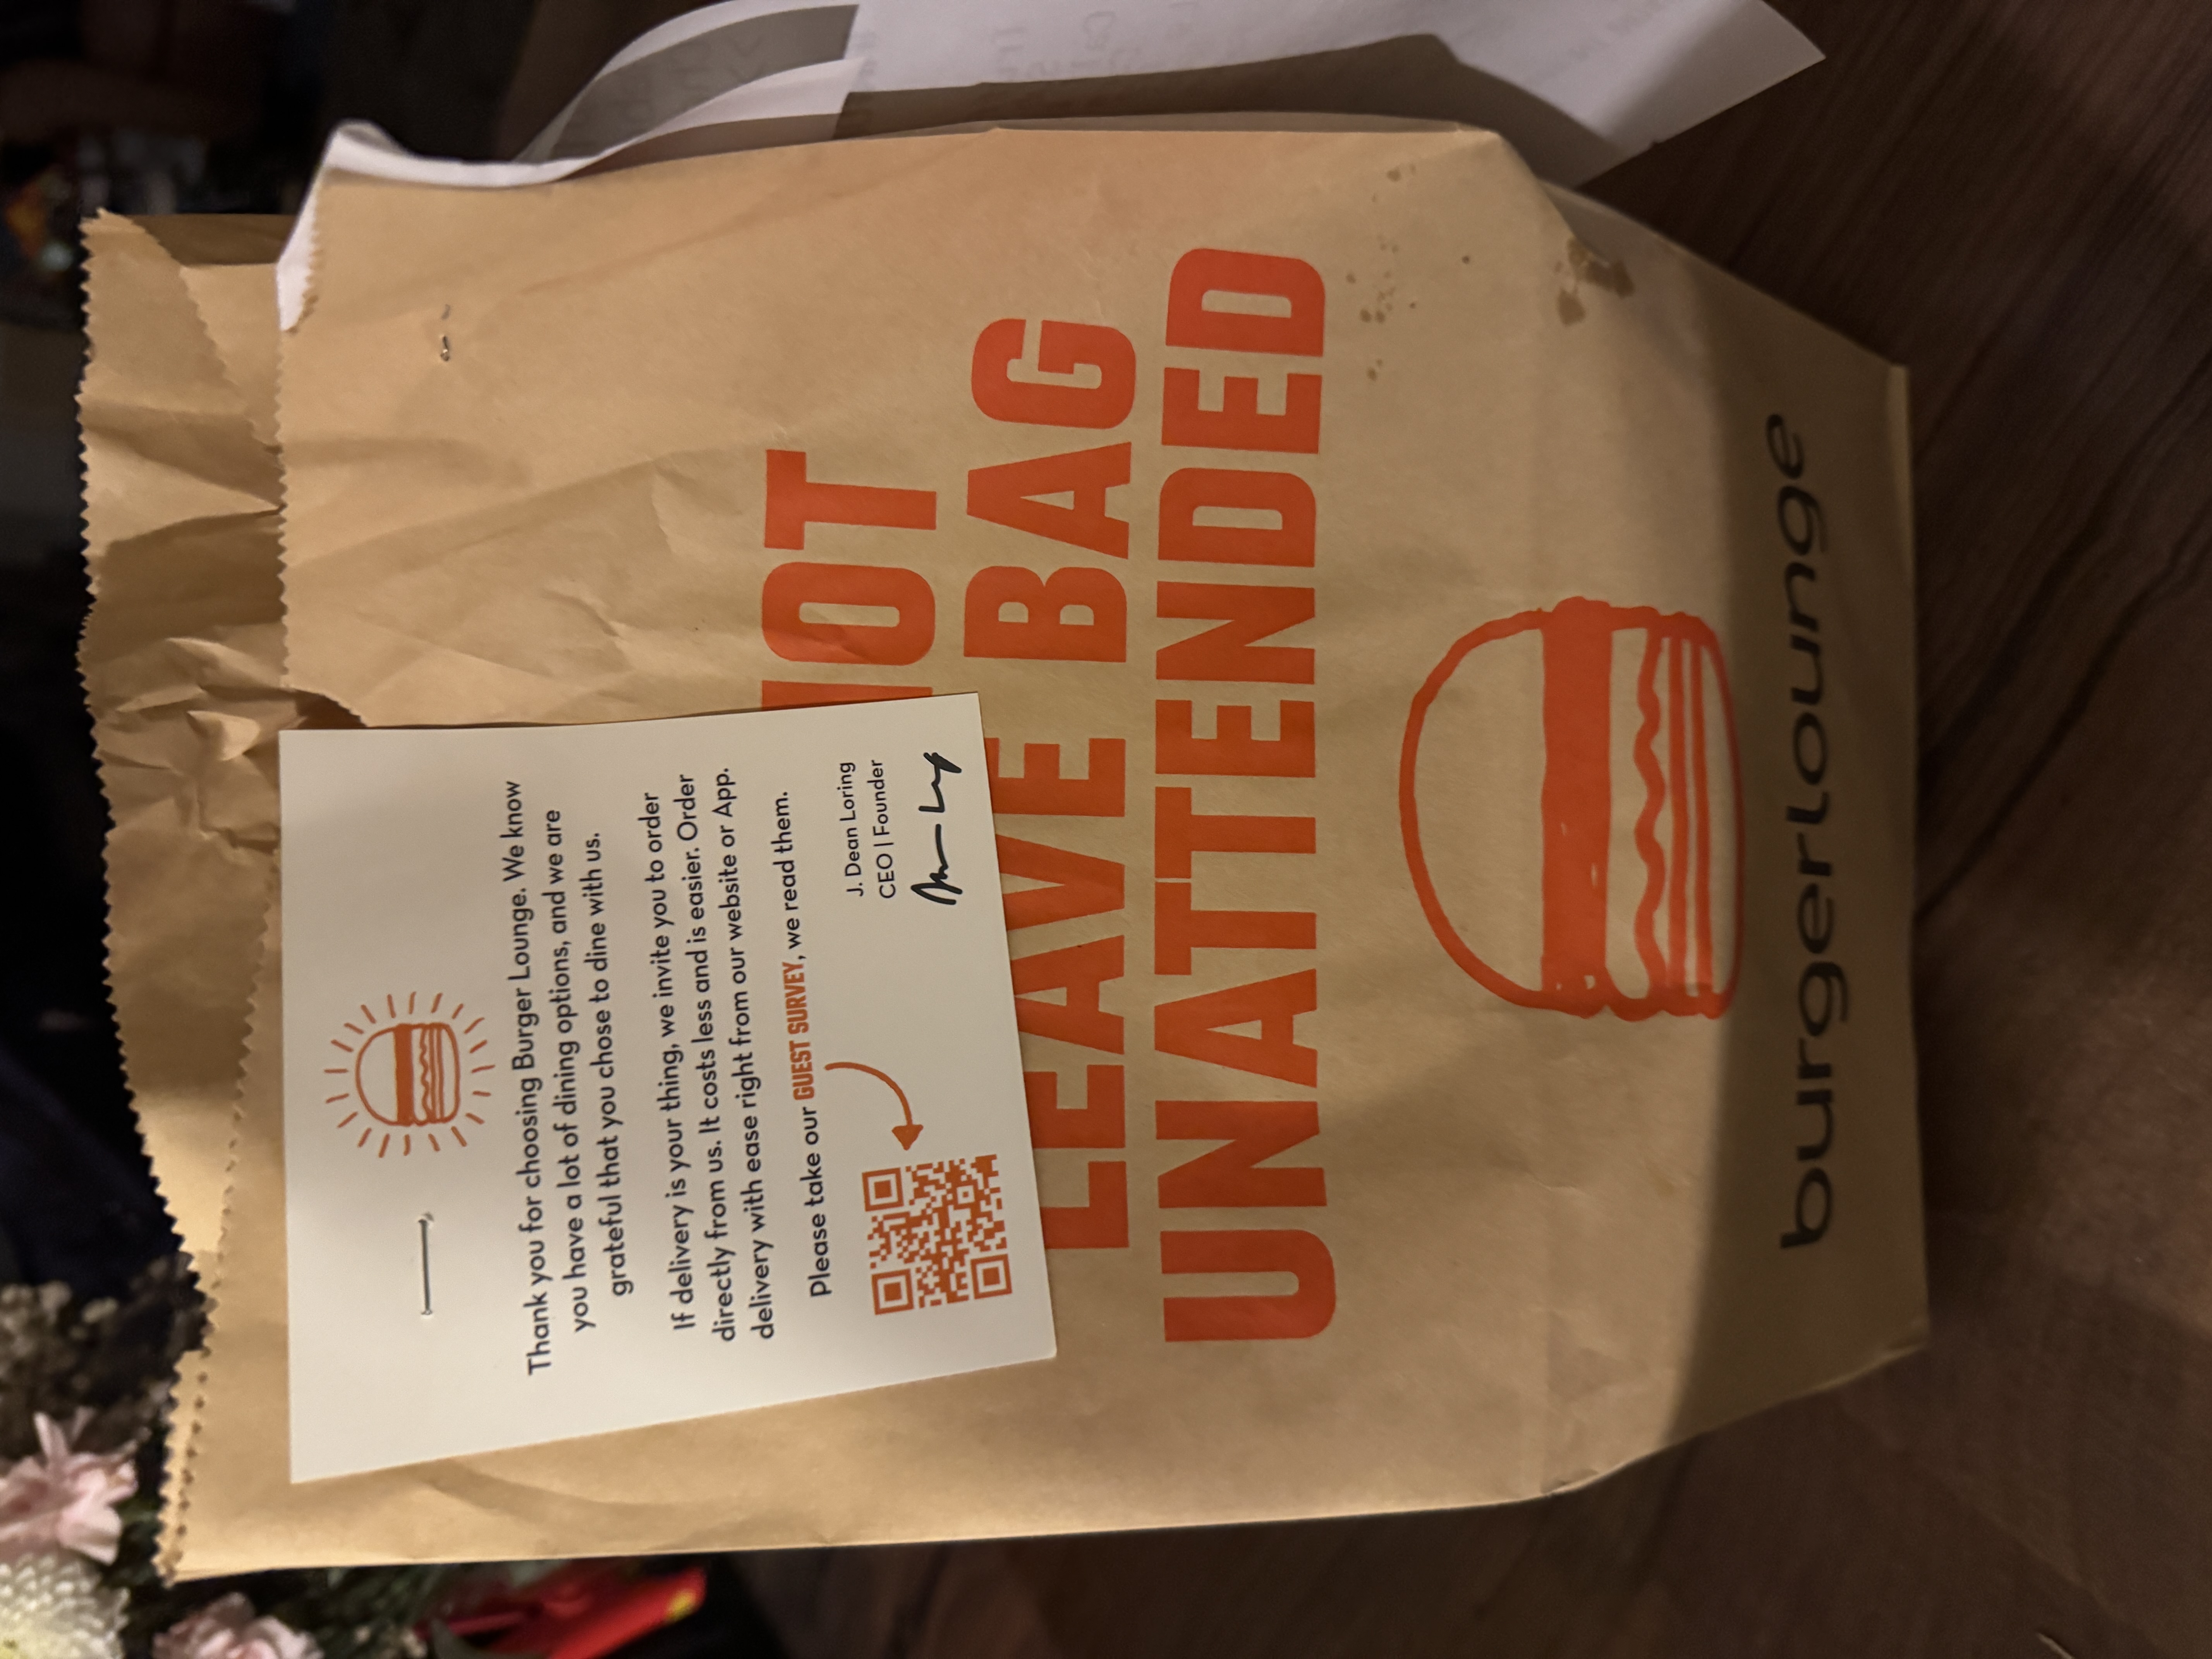 Thank you for choosing Burger Lounge. We know
you have a lot of dining options, and we are
grateful that you chose to dine with us.
If delivery is your thing, we invite you to order
directly from us. It costs less and is easier. Order
delivery with ease right from our website or App.
Please take our GUEST SURVEY, we read them.
J. Dean Loring
CEO | Founder
LEAVE BAG
UNATTENDED
burgerlounge